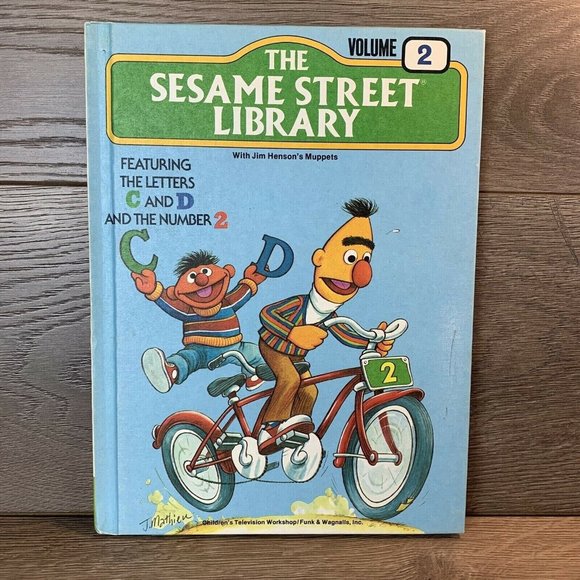 VOLUME 2
THE
SESAME STREET®
LIBRARY
With Jim Henson's Muppets
FEATURING
THE LETTERS
C AND D
AND THE NUMBER 2
C
D
2
J. Mathieu
Children's Television Workshop/Funk & Wagnalls, Inc.